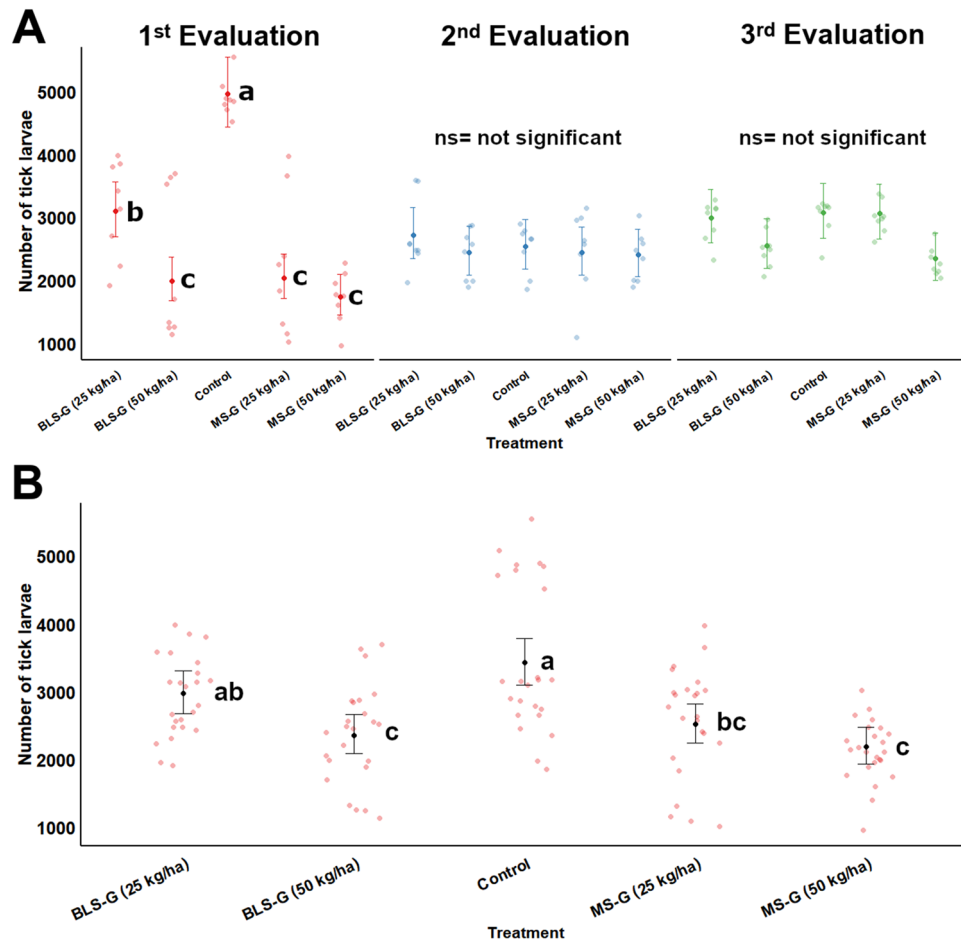 A
1st Evaluation
2nd Evaluation
3rd Evaluation
Number of tick larvae
5000
4000
3000
2000
1000
a
b
c
c
c
ns= not significant
ns= not significant
BLS-G (25 kg/ha)
BLS-G (50 kg/ha)
Control
MS-G (25 kg/ha)
MS-G (50 kg/ha)
BLS-G (25 kg/ha)
BLS-G (50 kg/ha)
Control
MS-G (25 kg/ha)
MS-G (50 kg/ha)
BLS-G (25 kg/ha)
BLS-G (50 kg/ha)
Control
MS-G (25 kg/ha)
MS-G (50 kg/ha)
Treatment
B
Number of tick larvae
5000
4000
3000
2000
1000
ab
c
a
bc
c
BLS-G (25 kg/ha)
BLS-G (50 kg/ha)
Control
MS-G (25 kg/ha)
MS-G (50 kg/ha)
Treatment